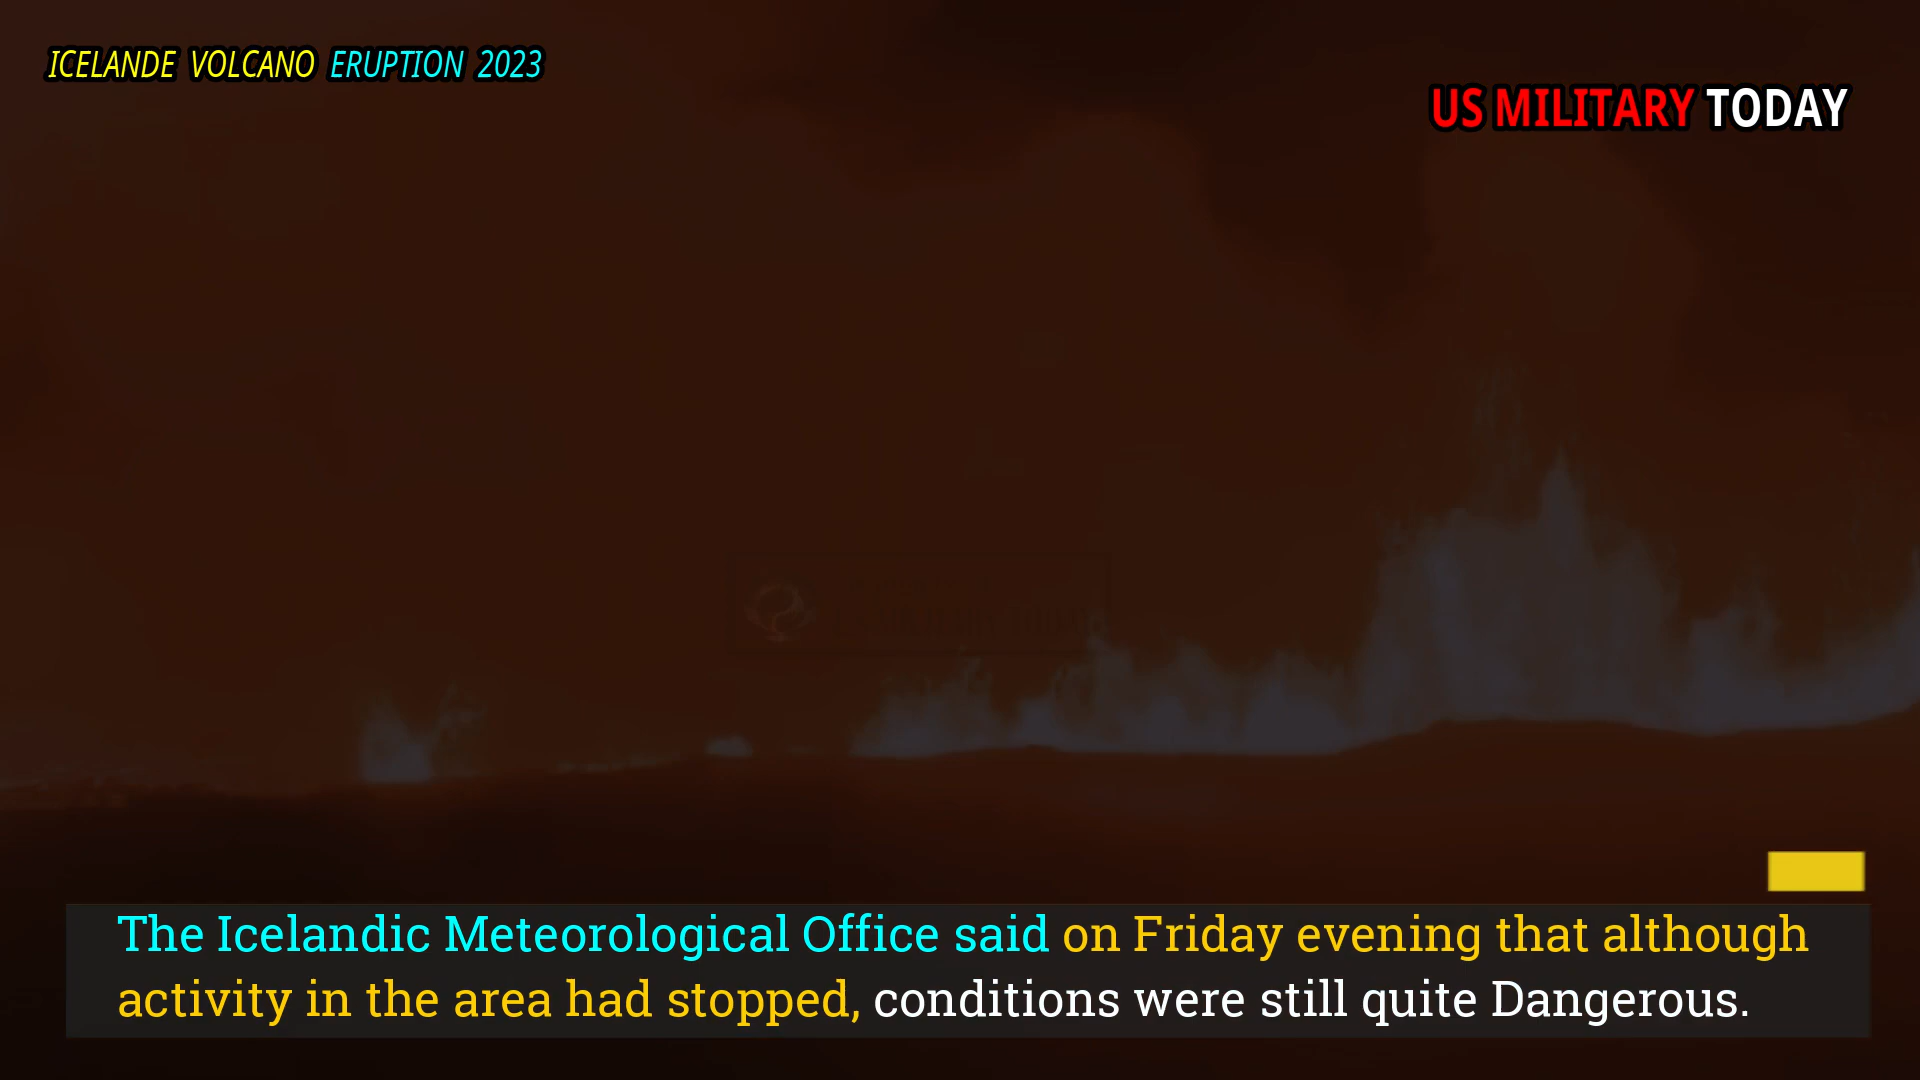 ICELANDE VOLCANO ERUPTION 2023
US MILITARY TODAY
The Icelandic Meteorological Office said on Friday evening that although
activity in the area had stopped, conditions were still quite Dangerous.